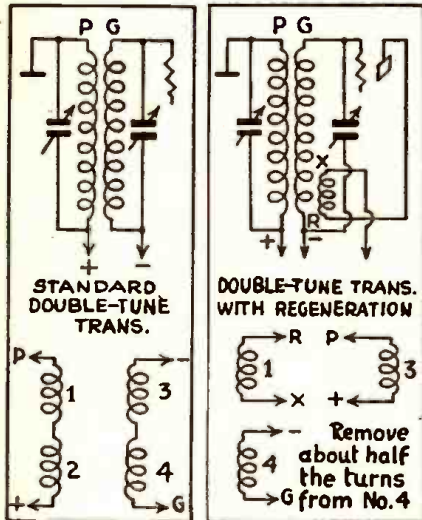 P G
+ -
STANDARD
DOUBLE-TUNE
TRANS.
P -
1 3
2 4
+ G
P G
X
R
+ -
DOUBLE-TUNE TRANS.
WITH REGENERATION
R P
1 3
X +
- Remove
4 about half
the turns
G from No.4